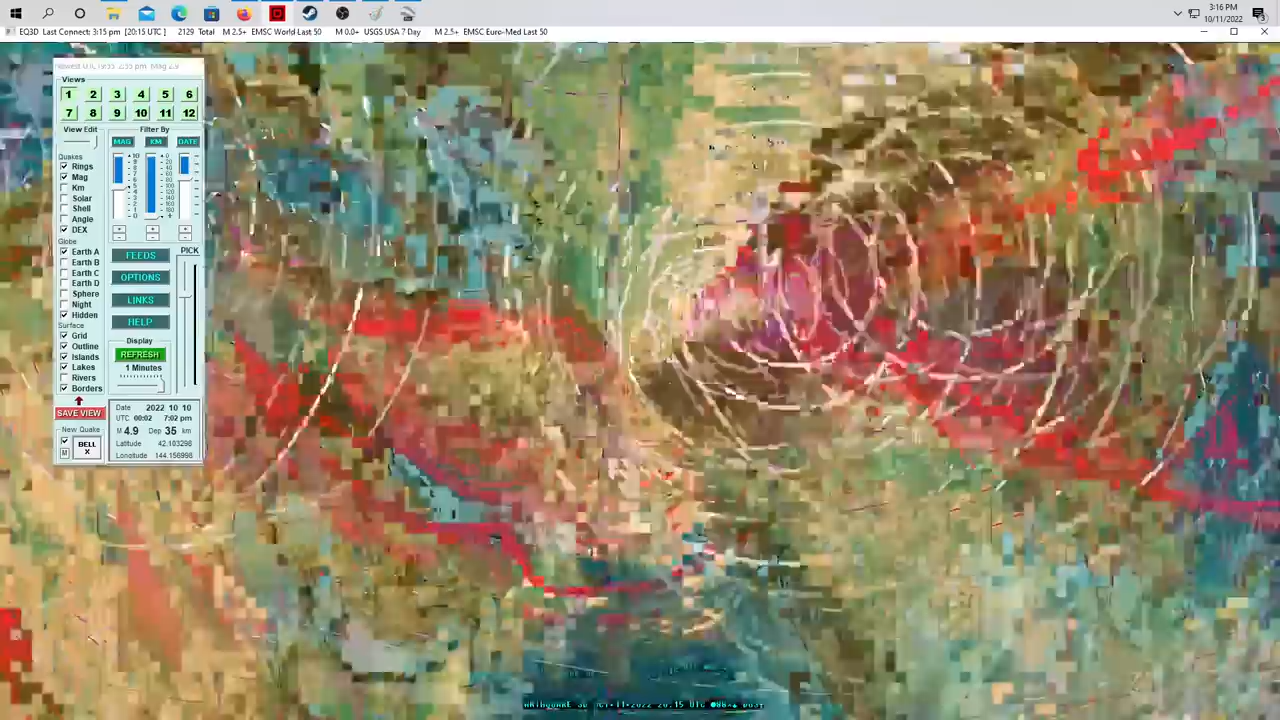 3:16 PM
10/11/2022
EQ3D Last Connect: 3:15 pm [20:15 UTC ] 2129 Total M 2.5+ EMSC World Last 50 M 0.0+ USGS USA 7 Day M 2.5+ EMSC Euro-Med Last 50
Views
1 2 3 4 5 6
7 8 9 10 11 12
View Edit
Filter By
MAG KM DATE
Quakes
Rings
Mag
Km
Solar
Shell
Angle
DEX
Globe
Earth A
Earth B
Earth C
Earth D
Sphere
Night
Hidden
Surface
Grid
Outline
Islands
Lakes
Rivers
Borders
PICK
FEEDS
OPTIONS
LINKS
HELP
Display
REFRESH
1 Minutes
SAVE VIEW
New Quake
M
BELL
X
Date 2022 10 10
UTC 00:02 7:02 pm
M 4.9 Dep 35 km
Latitude 42.103298
Longitude 144.156998